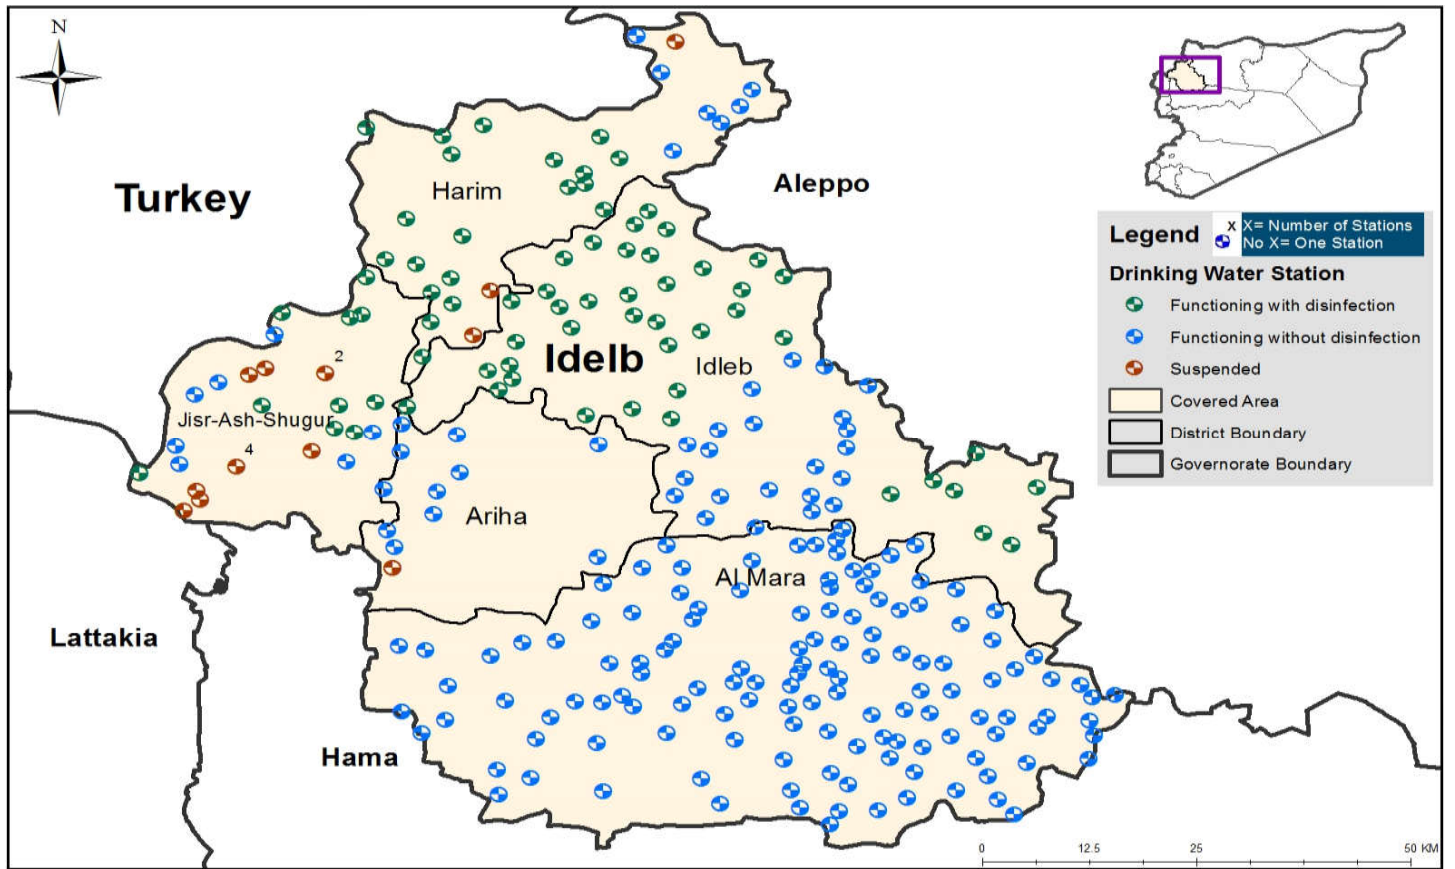 N
Turkey
Harim
Aleppo
Legend
X
X= Number of Stations
No X= One Station
Drinking Water Station
Functioning with disinfection
Functioning without disinfection
Suspended
Covered Area
District Boundary
Governorate Boundary
2
Idelb
Idleb
Jisr-Ash-Shugur
4
Ariha
Al Mara
Lattakia
Hama
0 12.5 25 50 KM